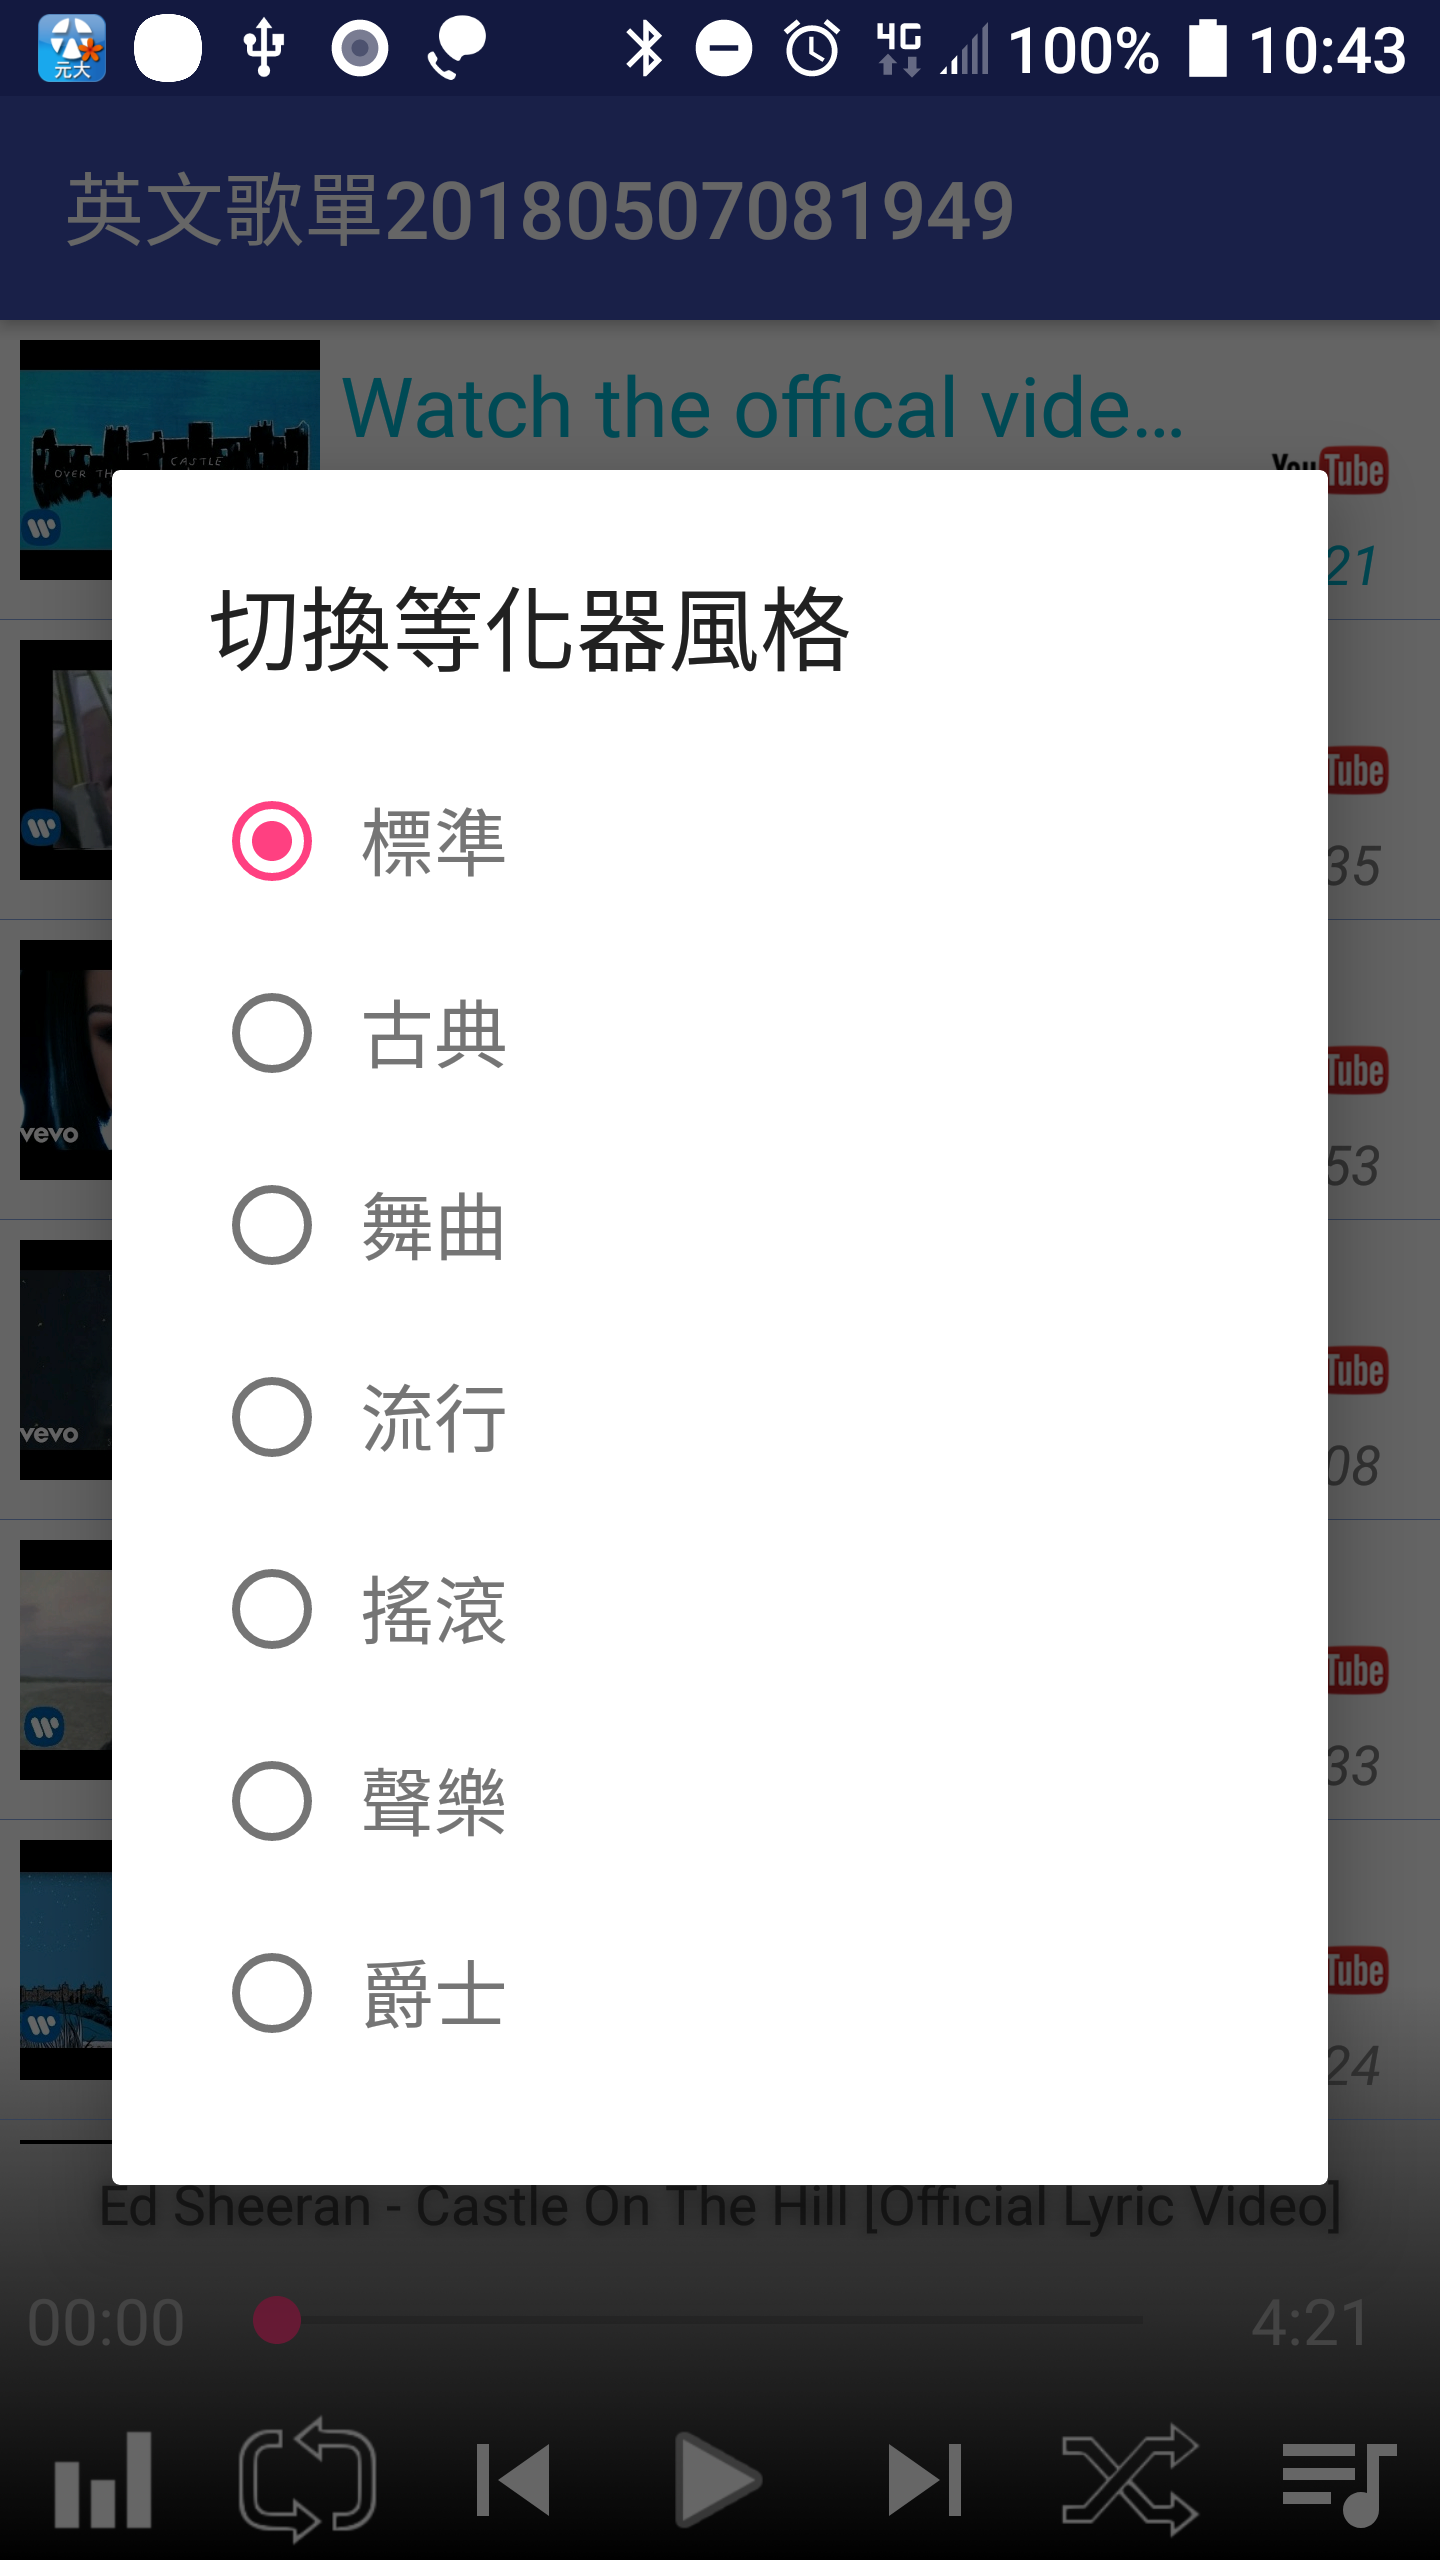 元大
4G 100% 10:43
英文歌單20180507081949
Watch the offical vide...
OVER TH CASTLE
YouTube
21
切換等化器風格
標準
Tube
35
古典
vevo
Tube
53
舞曲
流行
vevo
Tube
08
搖滾
Tube
33
聲樂
爵士
Tube
24
Ed Sheeran - Castle On The Hill [Official Lyric Video]
00:00 4:21